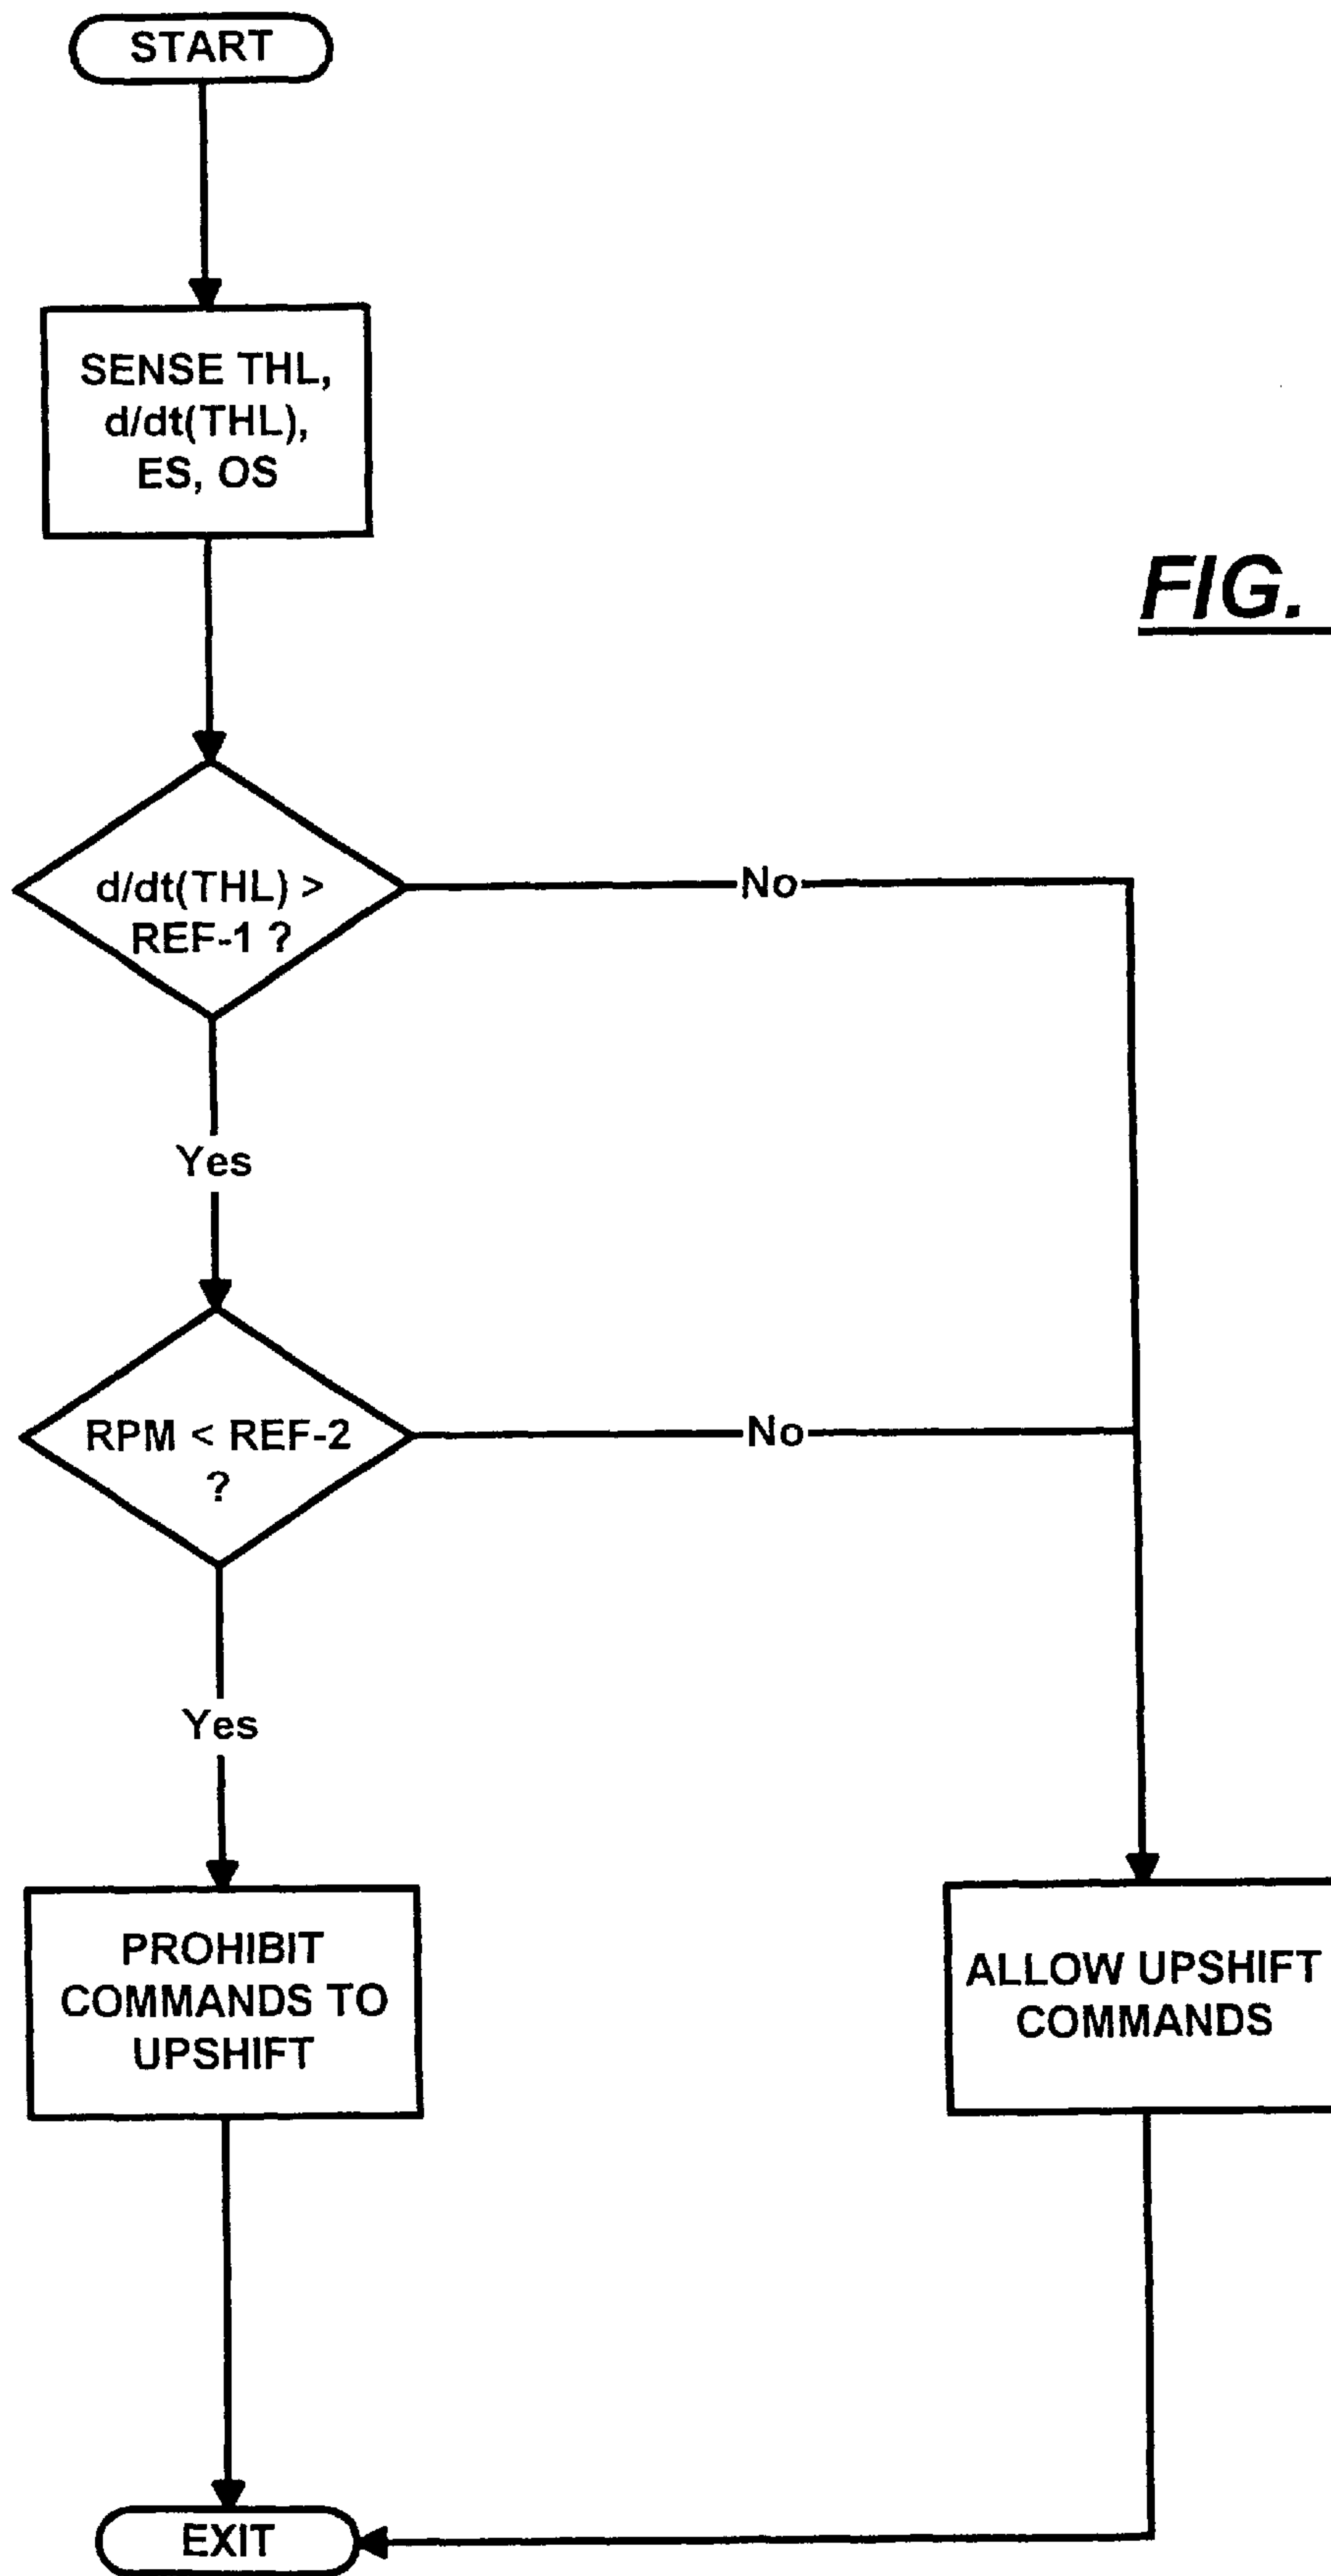 START
SENSE THL,
d/dt(THL),
ES, OS
FIG.
d/dt(THL) >
REF-1 ?
No
Yes
RPM < REF-2
?
No
Yes
PROHIBIT
COMMANDS TO
UPSHIFT
ALLOW UPSHIFT
COMMANDS
EXIT